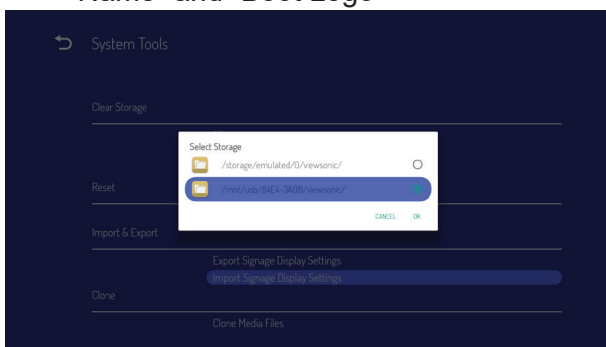 Name" and "Boot Logo"
System Tools
Clear Storage
Select Storage
/storage/emulated/0/viewsonic/
/mnt/usb/84E4-3A0B/viewsonic/
CANCEL OK
Reset
Import & Export
Export Signage Display Settings
Import Signage Display Settings
Clone
Clone Media Files